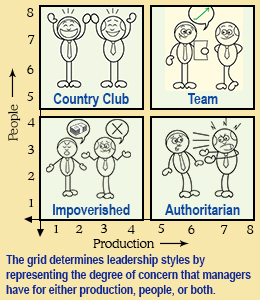 8
7
6
5
4
3
2
1
People
Country Club
Team
Impoverished
Authoritarian
1 2 3 4 5 6 7 8
Production
The grid determines leadership styles by
representing the degree of concern that managers
have for either production, people, or both.